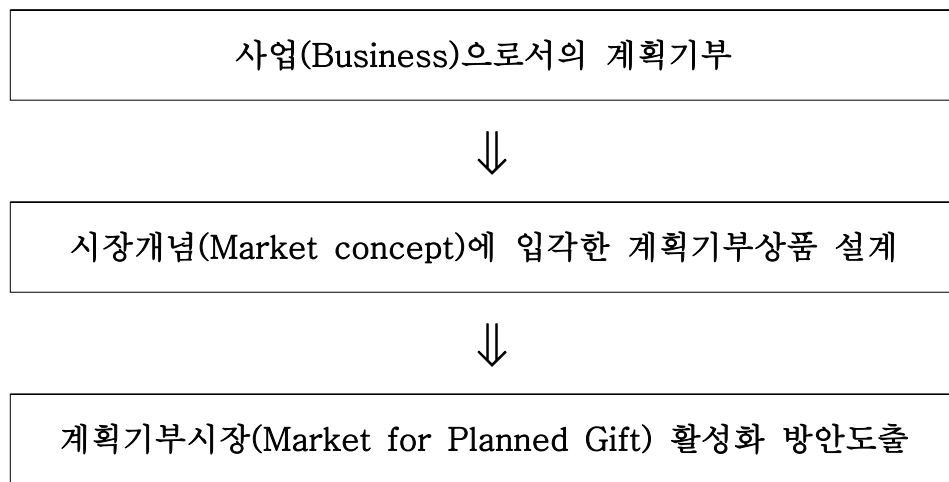 사업(Business)으로서의 계획기부
⇓
시장개념(Market concept)에 입각한 계획기부상품 설계
⇓
계획기부시장(Market for Planned Gift) 활성화 방안도출